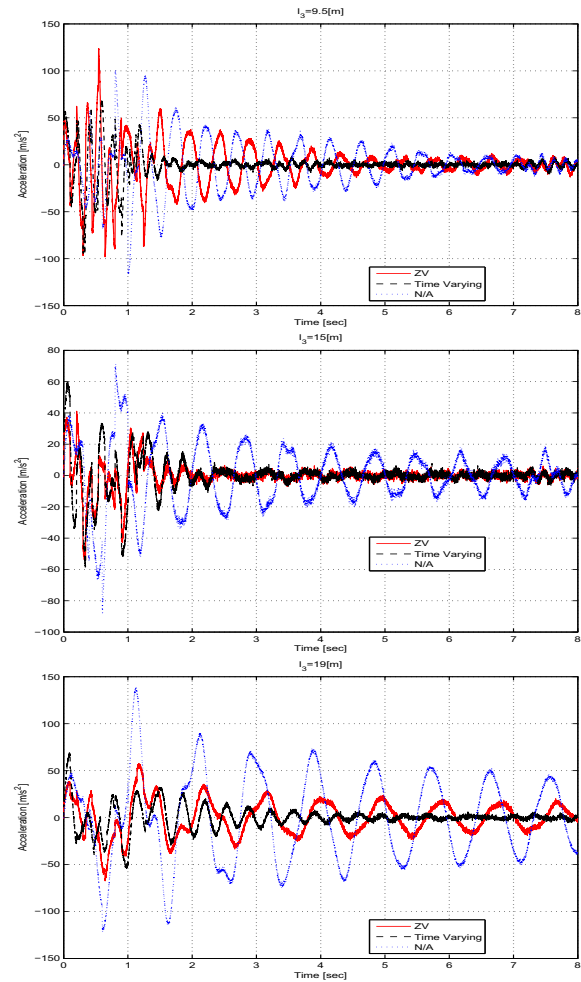 l₃=9.5[m]
150
100
50
0
−50
−100
−150
Acceleration [m/s²]
0 1 2 3 4 5 6 7 8
Time [sec]
ZV
Time Varying
N/A
l₃=15[m]
80
60
40
20
0
−20
−40
−60
−80
−100
Acceleration [m/s²]
0 1 2 3 4 5 6 7 8
Time [sec]
ZV
Time Varying
N/A
l₃=19[m]
150
100
50
0
−50
−100
−150
Acceleration [m/s²]
0 1 2 3 4 5 6 7 8
Time [sec]
ZV
Time Varying
N/A